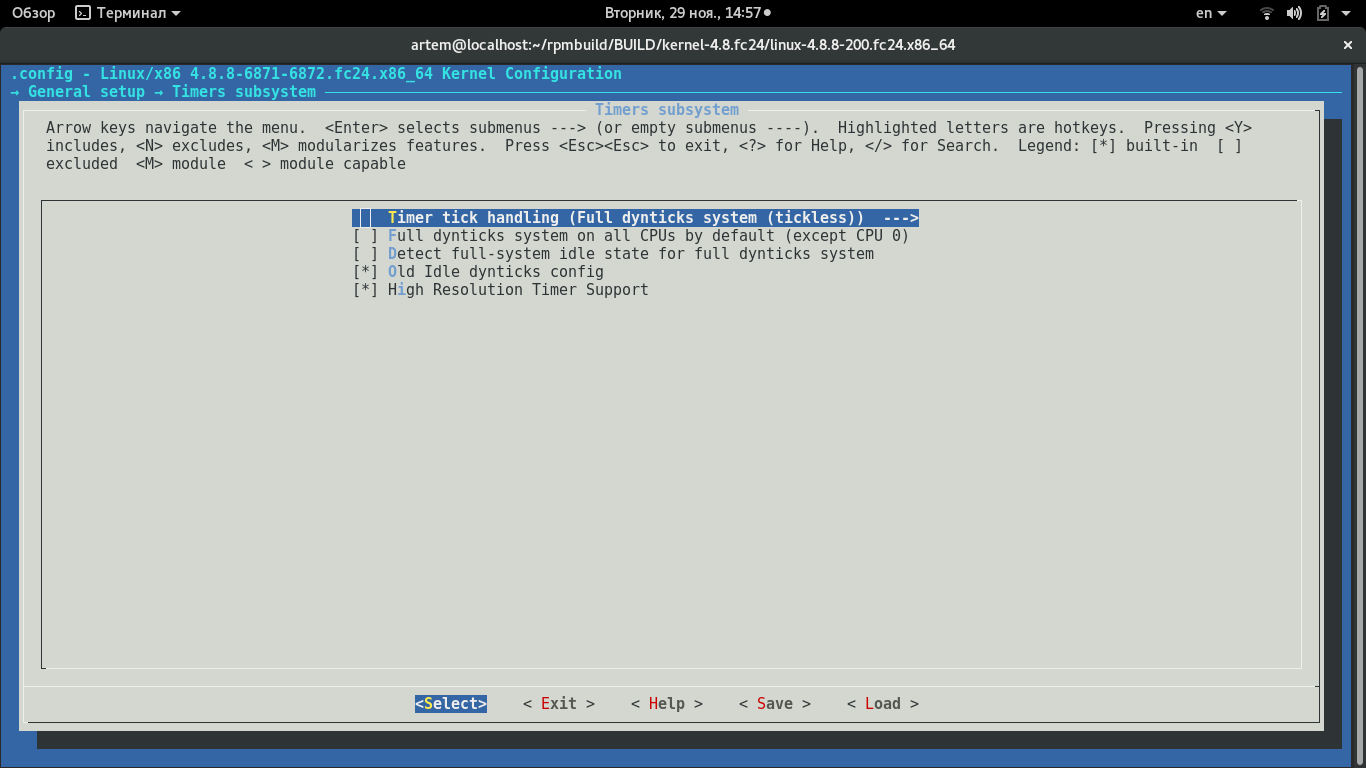 Обзор Терминал Вторник, 29 ноя., 14:57 en
artem@localhost:~/rpmbuild/BUILD/kernel-4.8.fc24/linux-4.8.8-200.fc24.x86_64
.config - Linux/x86 4.8.8-6871-6872.fc24.x86_64 Kernel Configuration
→ General setup → Timers subsystem
Timers subsystem
Arrow keys navigate the menu.  <Enter> selects submenus ---> (or empty submenus ----).  Highlighted letters are hotkeys.  Pressing <Y>
includes, <N> excludes, <M> modularizes features.  Press <Esc><Esc> to exit, <?> for Help, </> for Search.  Legend: [*] built-in  [ ]
excluded  <M> module  < > module capable
Timer tick handling (Full dynticks system (tickless))  --->
[ ] Full dynticks system on all CPUs by default (except CPU 0)
[ ] Detect full-system idle state for full dynticks system
[*] Old Idle dynticks config
[*] High Resolution Timer Support
<Select>    < Exit >    < Help >    < Save >    < Load >